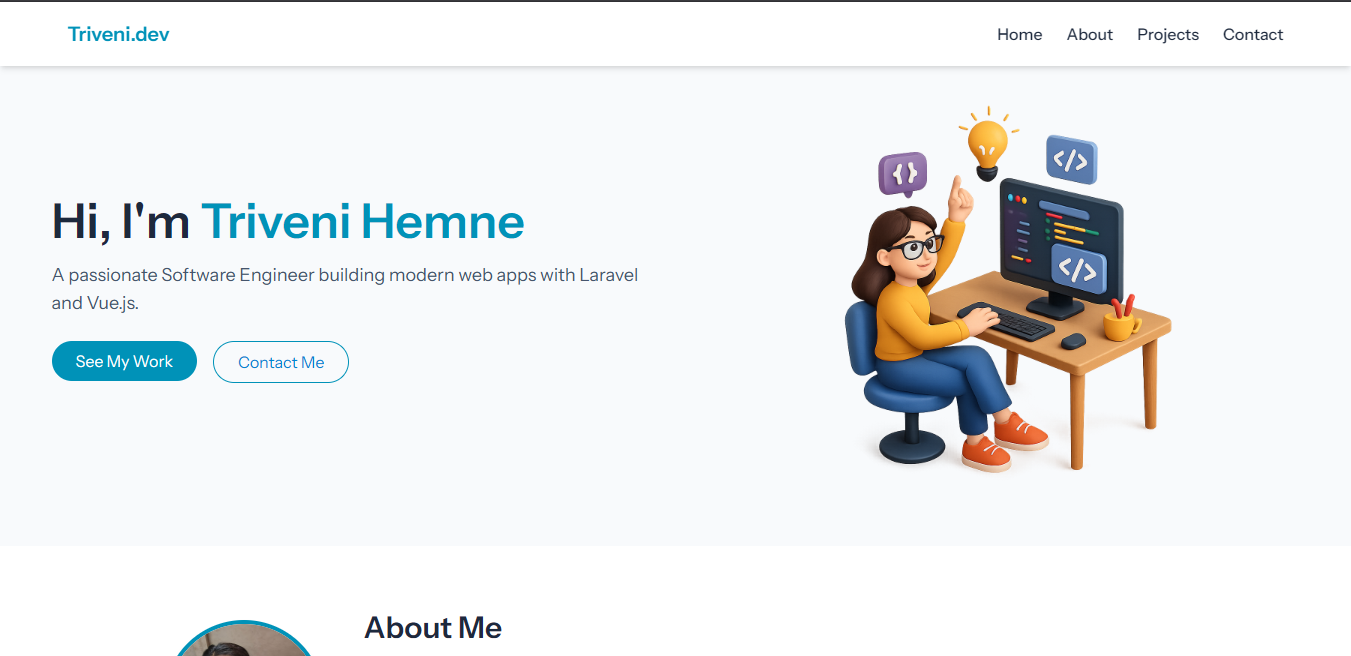 Triveni.dev
Home About Projects Contact
{}
</>
</>
Hi, I'm Triveni Hemne
A passionate Software Engineer building modern web apps with Laravel
and Vue.js.
See My Work Contact Me
About Me